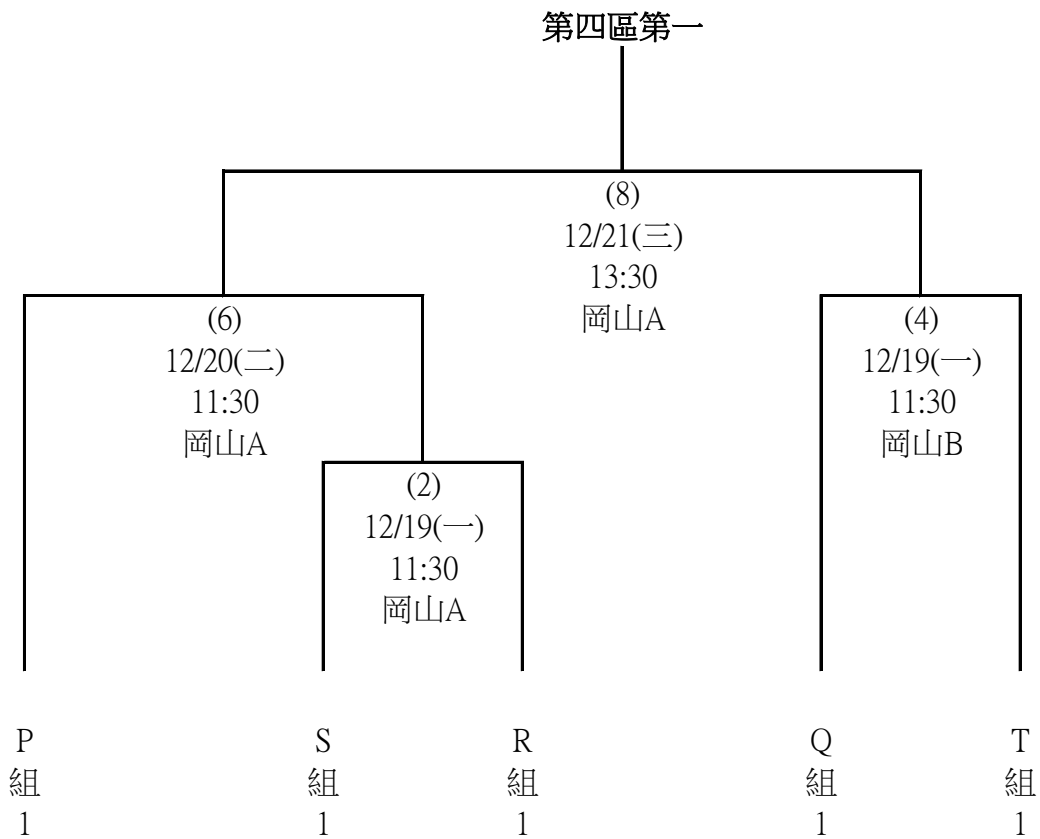 第四區第一
(8)
12/21(三)
13:30
岡山A
(6)
12/20(二)
11:30
岡山A
(4)
12/19(一)
11:30
岡山B
(2)
12/19(一)
11:30
岡山A
P
組
1
S
組
1
R
組
1
Q
組
1
T
組
1